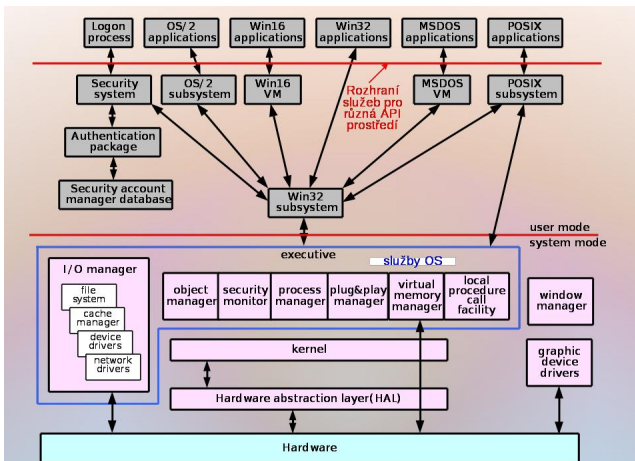 Logon
process
OS/2
applications
Win16
applications
Win32
applications
MSDOS
applications
POSIX
applications
Security
system
OS/2
subsystem
Win16
VM
Rozhraní
služeb pro
různá API
prostředí
MSDOS
VM
POSIX
subsystem
Authentication
package
Security account
manager database
Win32
subsystem
user mode
system mode
executive
služby OS
I/O manager
file
system
cache
manager
device
drivers
network
drivers
object
manager
security
monitor
process
manager
plug&play
manager
virtual
memory
manager
local
procedure
call
facility
window
manager
kernel
graphic
device
drivers
Hardware abstraction layer(HAL)
Hardware